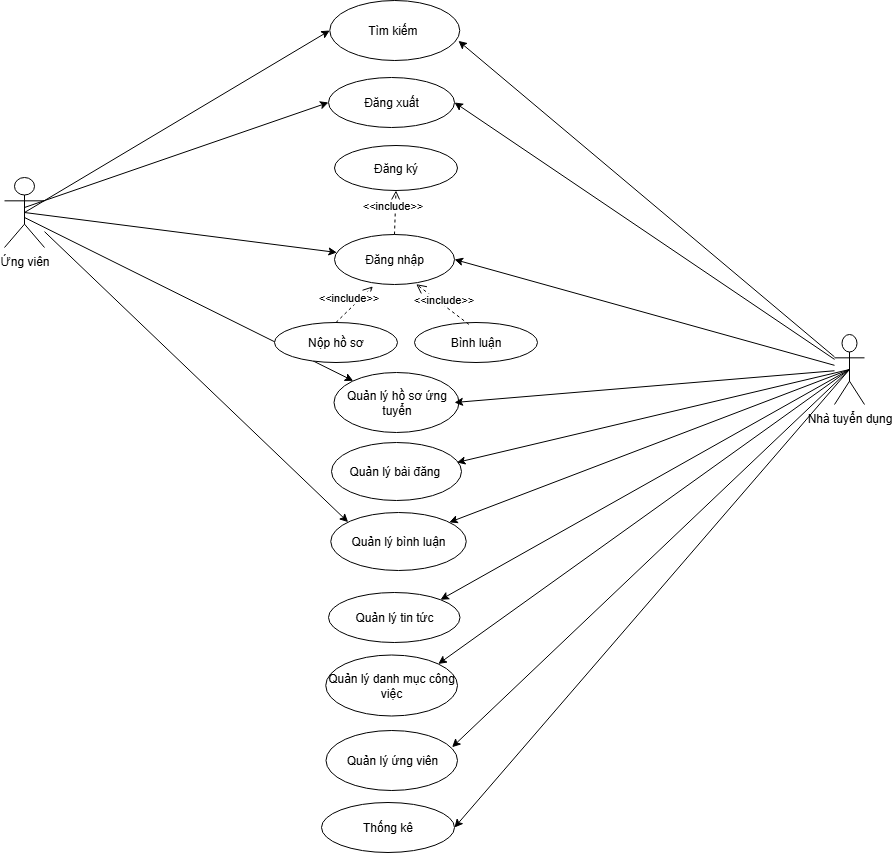 Tìm kiếm
Đăng xuất
Đăng ký
<<include>>
Ứng viên
Đăng nhập
<<include>>
<<include>>
Nộp hồ sơ
Bình luận
Quản lý hồ sơ ứng
tuyển
Nhà tuyển dụng
Quản lý bài đăng
Quản lý bình luận
Quản lý tin tức
Quản lý danh mục công
việc
Quản lý ứng viên
Thống kê